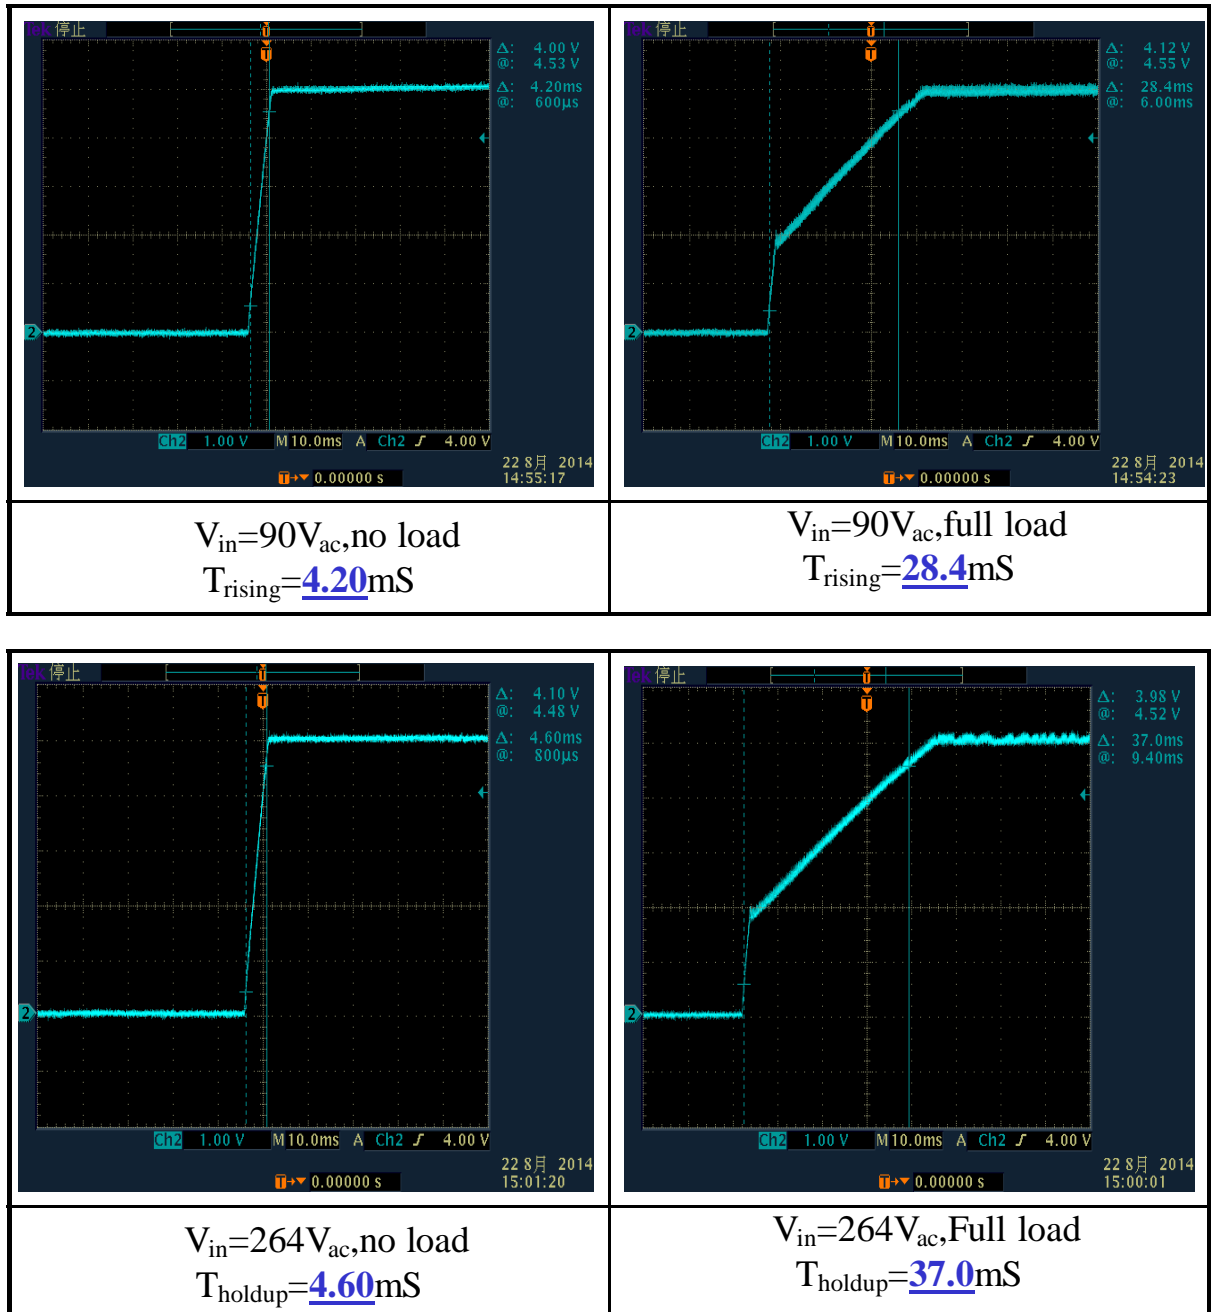 Tek 停止
Δ: 4.00 V
@: 4.53 V
Δ: 4.20ms
@: 600µs
2
Ch2 1.00 V M 10.0ms A Ch2 4.00 V
22 8月 2014
T 0.00000 s 14:55:17
Tek 停止
Δ: 4.12 V
@: 4.55 V
Δ: 28.4ms
@: 6.00ms
2
Ch2 1.00 V M 10.0ms A Ch2 4.00 V
22 8月 2014
T 0.00000 s 14:54:23
Vin=90Vac,no load
Trising=4.20mS
Vin=90Vac,full load
Trising=28.4mS
Tek 停止
Δ: 4.10 V
@: 4.48 V
Δ: 4.60ms
@: 800µs
2
Ch2 1.00 V M 10.0ms A Ch2 4.00 V
22 8月 2014
T 0.00000 s 15:01:20
Tek 停止
Δ: 3.98 V
@: 4.52 V
Δ: 37.0ms
@: 9.40ms
2
Ch2 1.00 V M 10.0ms A Ch2 4.00 V
22 8月 2014
T 0.00000 s 15:00:01
Vin=264Vac,no load
Tholdup=4.60mS
Vin=264Vac,Full load
Tholdup=37.0mS